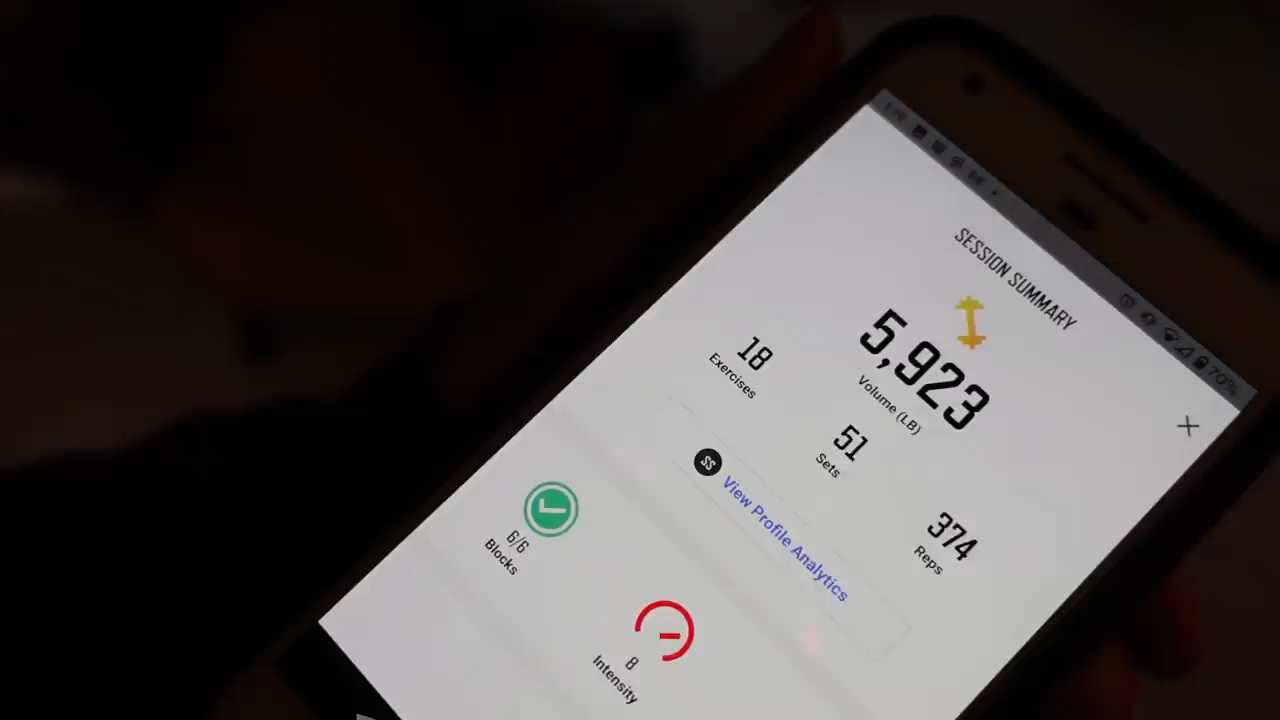 70%
SESSION SUMMARY
5,923
Volume (LB)
18
Exercises
51
Sets
374
Reps
SS
View Profile Analytics
6/6
Blocks
8
Intensity